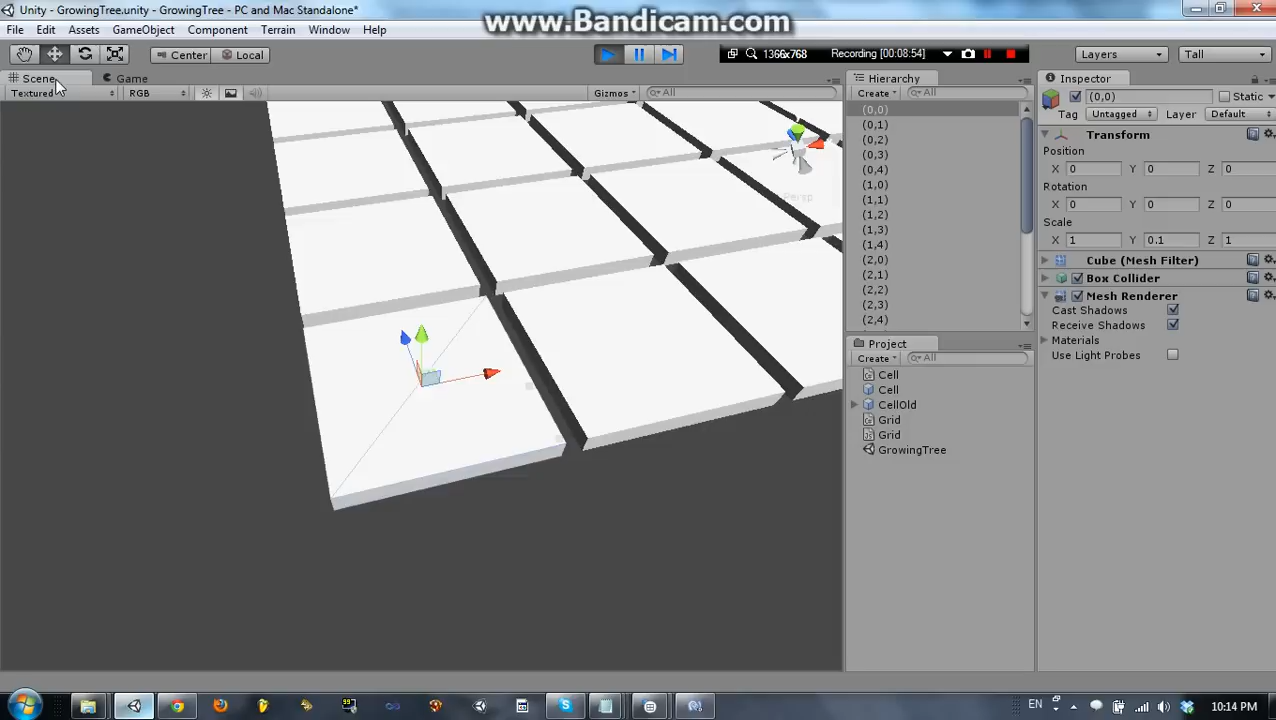 Unity - GrowingTree.unity - GrowingTree - PC and Mac Standalone*
www.Bandicam.com
File Edit Assets GameObject Component Terrain Window Help
Center Local
1366x768 Recording [00:08:54]
Layers Tall
Scene Game
Textured RGB Gizmos All
Persp
Hierarchy
Create All
(0,0)
(0,1)
(0,2)
(0,3)
(0,4)
(1,0)
(1,1)
(1,2)
(1,3)
(1,4)
(2,0)
(2,1)
(2,2)
(2,3)
(2,4)
Project
Create All
Cell
Cell
CellOld
Grid
Grid
GrowingTree
Inspector
(0,0) Static
Tag Untagged Layer Default
Transform
Position
X 0 Y 0 Z 0
Rotation
X 0 Y 0 Z 0
Scale
X 1 Y 0.1 Z 1
Cube (Mesh Filter)
Box Collider
Mesh Renderer
Cast Shadows
Receive Shadows
Materials
Use Light Probes
EN 10:14 PM